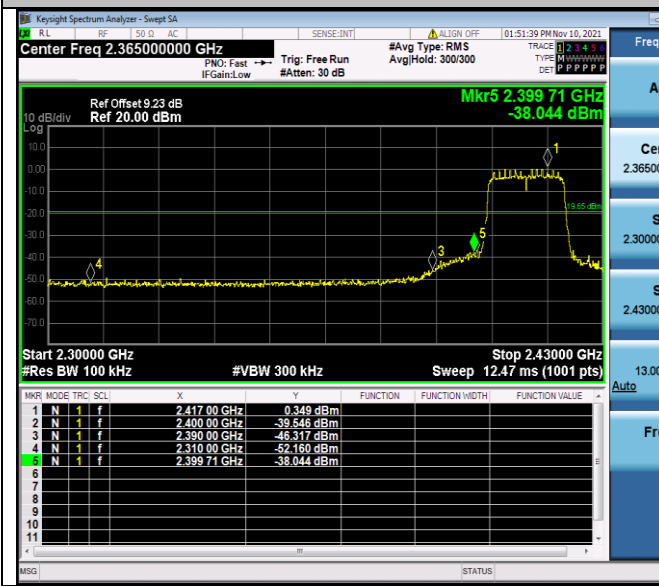 Keysight Spectrum Analyzer - Swept SA
RL RF 50 Ω AC SENSE:INT ALIGN OFF 01:51:39 PM Nov 10, 2021
Center Freq 2.365000000 GHz #Avg Type: RMS TRACE 1 2 3 4 5 6
PNO: Fast Trig: Free Run Avg|Hold: 300/300 TYPE M WWWWW
IFGain:Low #Atten: 30 dB DET P P P P P P
Mkr5 2.399 71 GHz
-38.044 dBm
Ref Offset 9.23 dB
10 dB/div Ref 20.00 dBm
Log
10.0
0.00
-10.0
-20.0
-30.0
-40.0
-50.0
-60.0
-70.0
1
3
4
5
-19.65 dBm
Start 2.30000 GHz Stop 2.43000 GHz
#Res BW 100 kHz #VBW 300 kHz Sweep 12.47 ms (1001 pts)
MKR MODE TRC SCL X Y FUNCTION FUNCTION WIDTH FUNCTION VALUE
1 N 1 f 2.417 00 GHz 0.349 dBm
2 N 1 f 2.400 00 GHz -39.546 dBm
3 N 1 f 2.390 00 GHz -46.317 dBm
4 N 1 f 2.310 00 GHz -52.160 dBm
5 N 1 f 2.399 71 GHz -38.044 dBm
6
7
8
9
10
11
MSG STATUS
Freq
A
Cen
2.36500
S
2.30000
S
2.43000
13.00
Auto
Fre